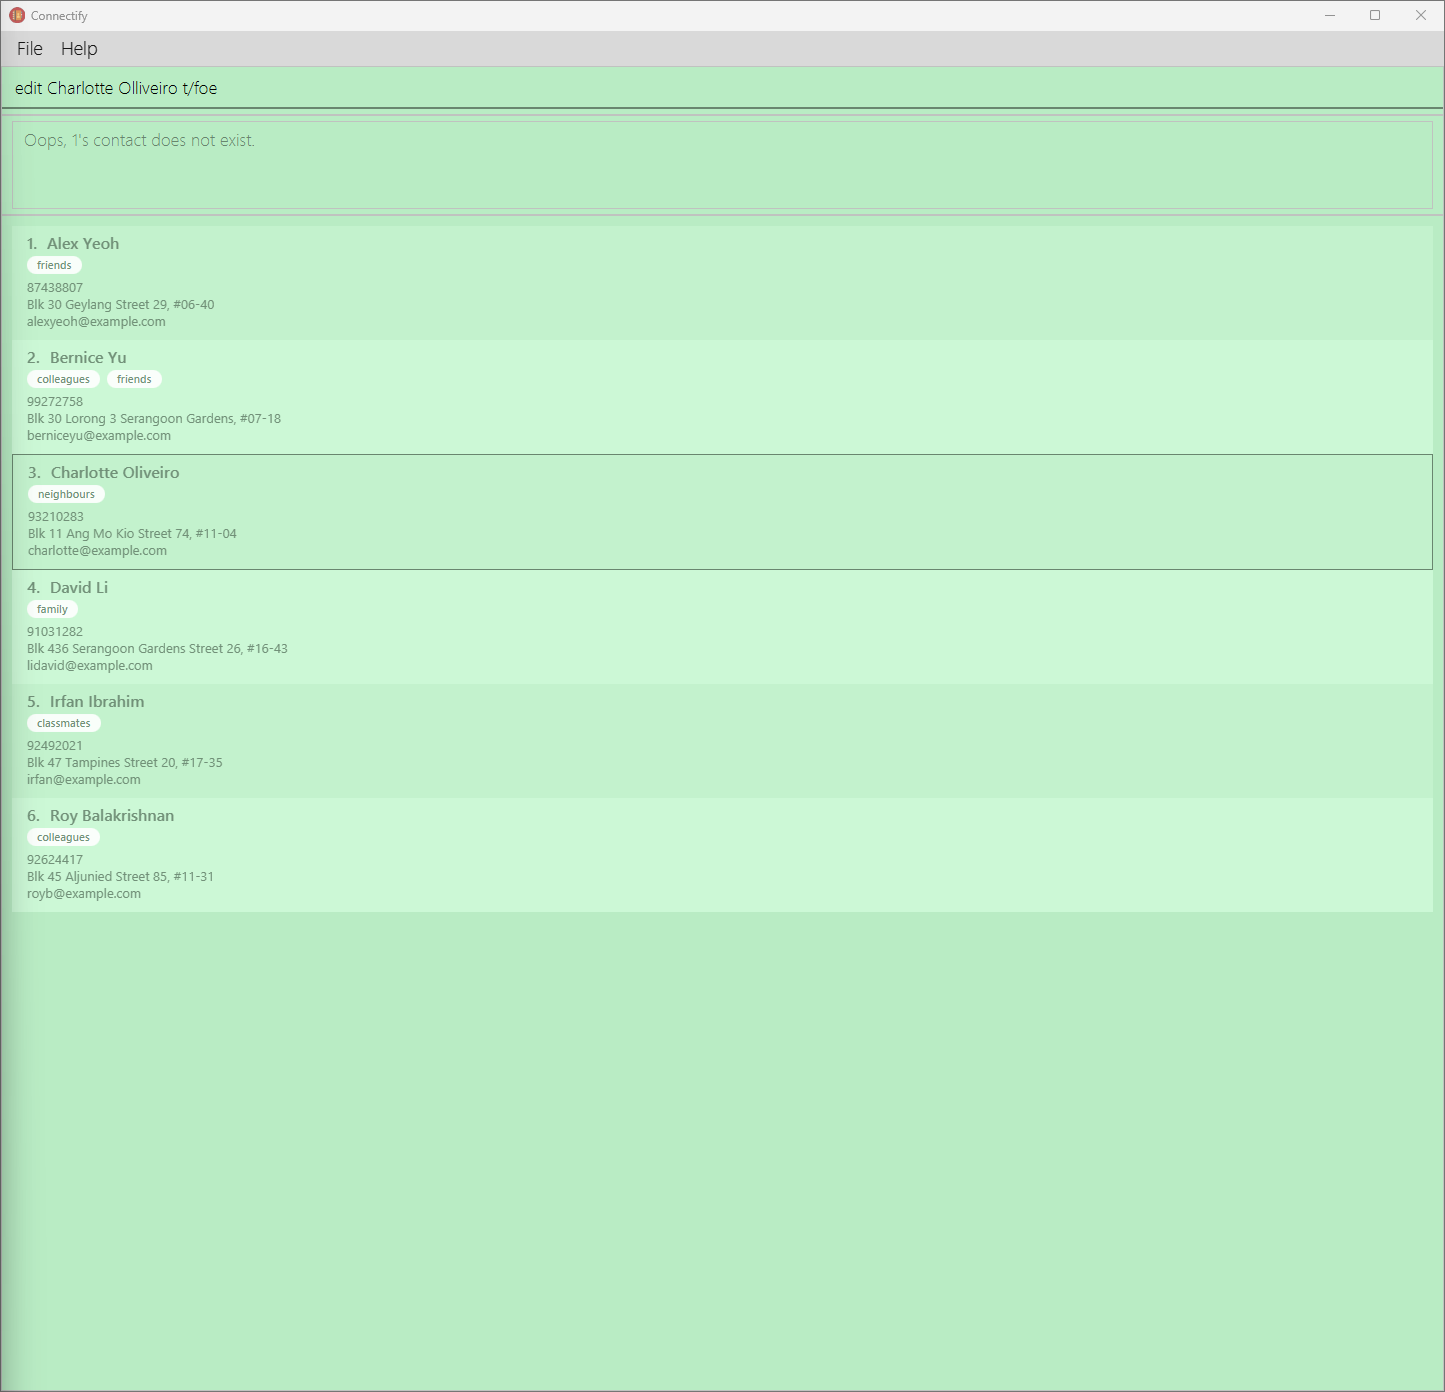 Connectify
File Help
edit Charlotte Olliveiro t/foe
Oops, 1's contact does not exist.
1. Alex Yeoh
friends
87438807
Blk 30 Geylang Street 29, #06-40
alexyeoh@example.com
2. Bernice Yu
colleagues friends
99272758
Blk 30 Lorong 3 Serangoon Gardens, #07-18
berniceyu@example.com
3. Charlotte Oliveiro
neighbours
93210283
Blk 11 Ang Mo Kio Street 74, #11-04
charlotte@example.com
4. David Li
family
91031282
Blk 436 Serangoon Gardens Street 26, #16-43
lidavid@example.com
5. Irfan Ibrahim
classmates
92492021
Blk 47 Tampines Street 20, #17-35
irfan@example.com
6. Roy Balakrishnan
colleagues
92624417
Blk 45 Aljunied Street 85, #11-31
royb@example.com